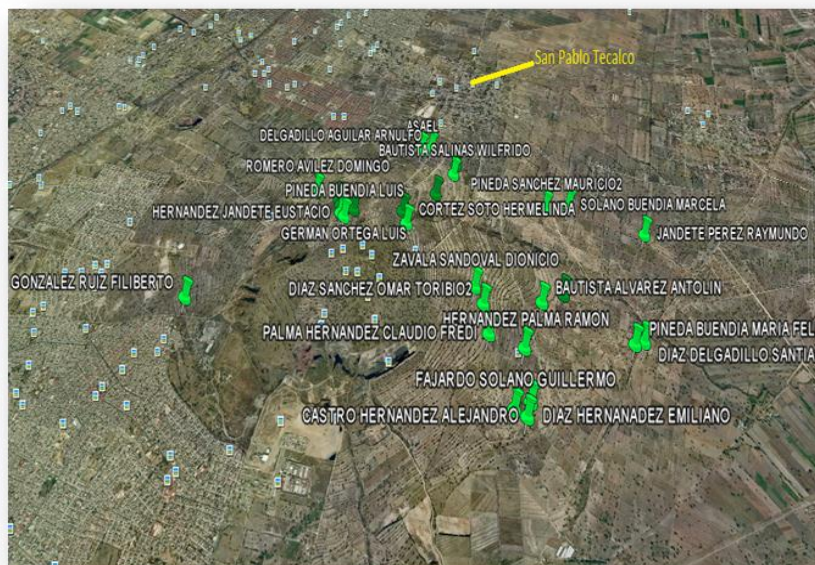 San Pablo Tecalco
ASAEL
DELGADILLO AGUILAR ARNULFO
BAUTISTA SALINAS WILFRIDO
ROMERO AVILEZ DOMINGO
PINEDA SANCHEZ MAURICIO2
PINEDA BUENDIA LUIS
SOLANO BUENDIA MARCELA
HERNANDEZ JANDETE EUSTACIO
CORTEZ SOTO HERMELINDA
GERMAN ORTEGA LUIS
JANDETE PEREZ RAYMUNDO
ZAVALA SANDOVAL DIONICIO
GONZALEZ RUIZ FILIBERTO
DIAZ SANCHEZ OMAR TORIBIO2
BAUTISTA ALVAREZ ANTOLIN
HERNANDEZ PALMA RAMON
PALMA HERNANDEZ CLAUDIO FREDI
PINEDA BUENDIA MARIA FEL
DIAZ DELGADILLO SANTIA
FAJARDO SOLANO GUILLERMO
CASTRO HERNANDEZ ALEJANDRO
DIAZ HERNANADEZ EMILIANO